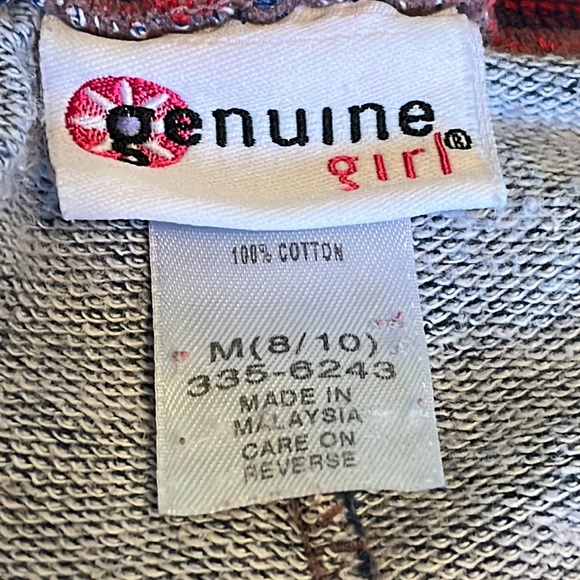 genuine
girl®
100% COTTON
M(8/10)
335-6243
MADE IN
MALAYSIA
CARE ON
REVERSE